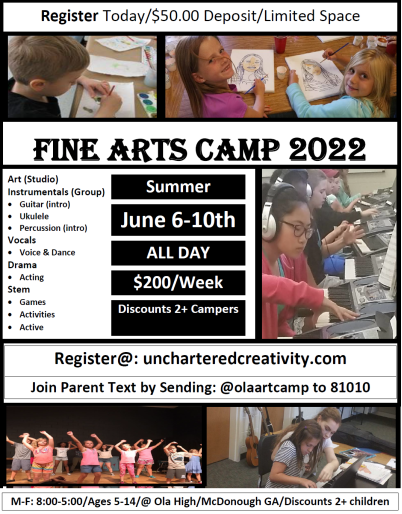 Register Today/$50.00 Deposit/Limited Space
FINE ARTS CAMP 2022
Art (Studio)
Instrumentals (Group)
• Guitar (intro)
• Ukulele
• Percussion (intro)
Vocals
• Voice & Dance
Drama
• Acting
Stem
• Games
• Activities
• Active
Summer
June 6-10th
ALL DAY
$200/Week
Discounts 2+ Campers
Register@: uncharteredcreativity.com
Join Parent Text by Sending: @olaartcamp to 81010
M-F: 8:00-5:00/Ages 5-14/@ Ola High/McDonough GA/Discounts 2+ children